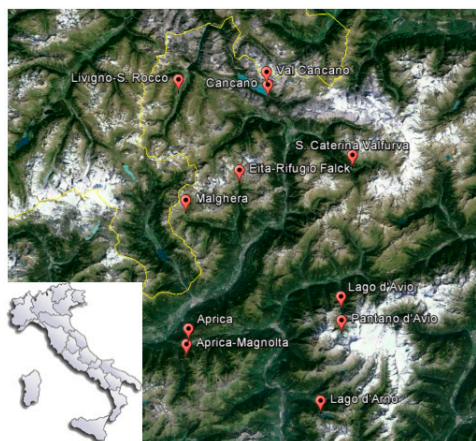 Val Cancano
Livigno-S. Rocco
Cancano
S. Caterina Valfurva
Eita-Rifugio Falck
Malghera
Lago d'Avio
Pantano d'Avio
Aprica
Aprica-Magnolta
Lago d'Arno